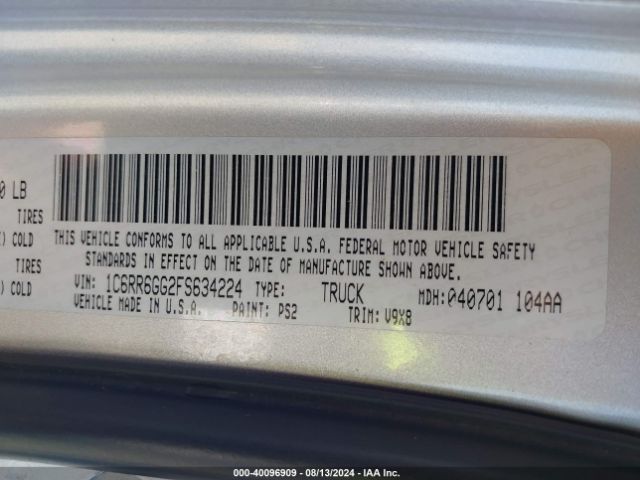 0 LB
TIRES
) COLD
TIRES
) COLD
THIS VEHICLE CONFORMS TO ALL APPLICABLE U.S.A. FEDERAL MOTOR VEHICLE SAFETY
STANDARDS IN EFFECT ON THE DATE OF MANUFACTURE SHOWN ABOVE.
VIN: 1C6RR6GG2FS634224 TYPE: TRUCK MDH: 040701 104AA
VEHICLE MADE IN U.S.A. PAINT: PS2 TRIM: V9X8
000-40096909 - 08/13/2024 - IAA Inc.